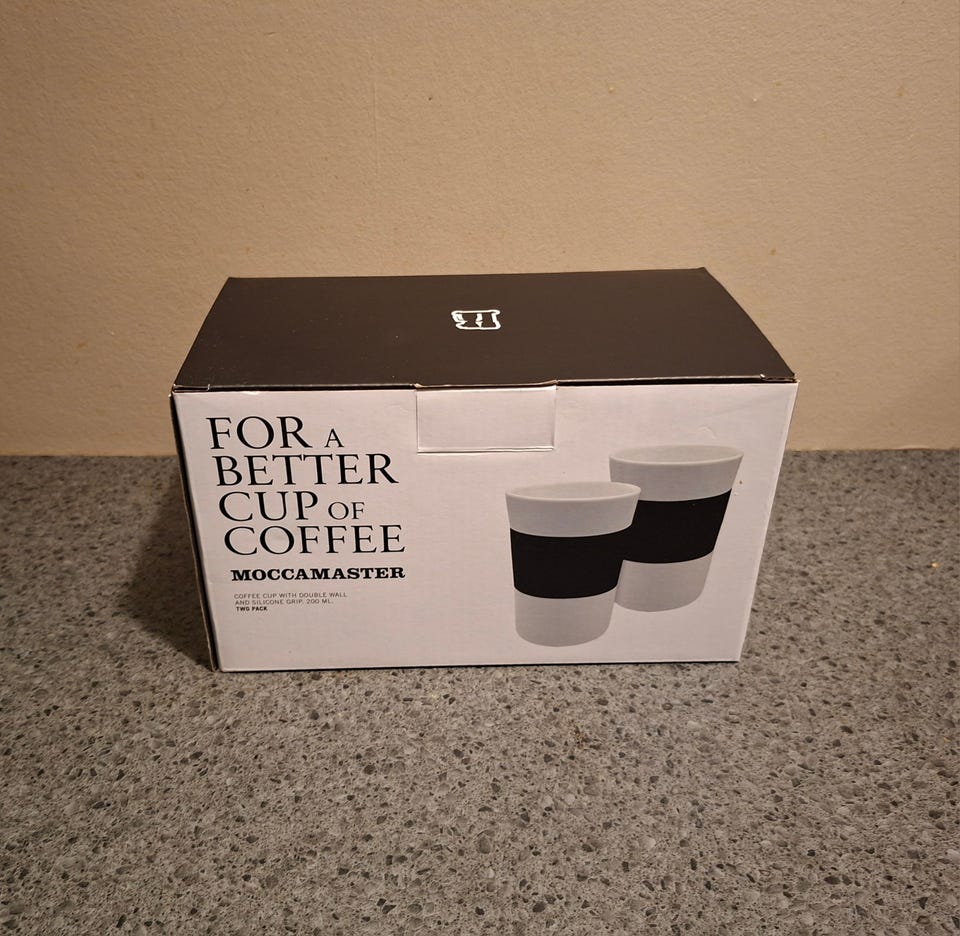 FOR A
BETTER
CUP OF
COFFEE
MOCCAMASTER
COFFEE CUP WITH DOUBLE WALL
AND SILICONE GRIP. 200 ML.
TWO PACK